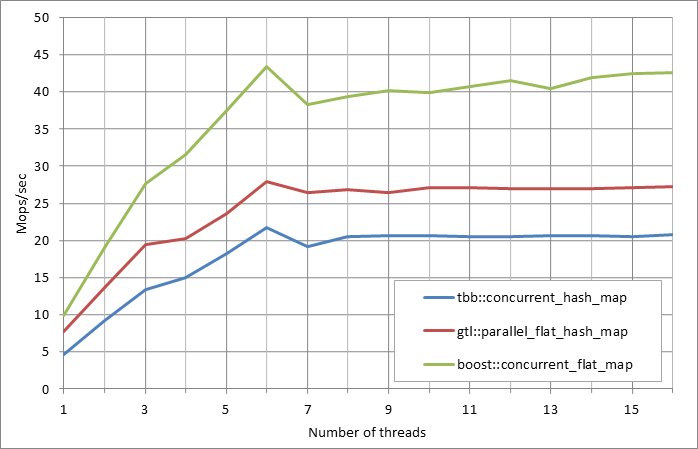 50
45
40
35
30
25
20
15
10
5
0
Mops/sec
1 3 5 7 9 11 13 15
Number of threads
tbb::concurrent_hash_map
gtl::parallel_flat_hash_map
boost::concurrent_flat_map